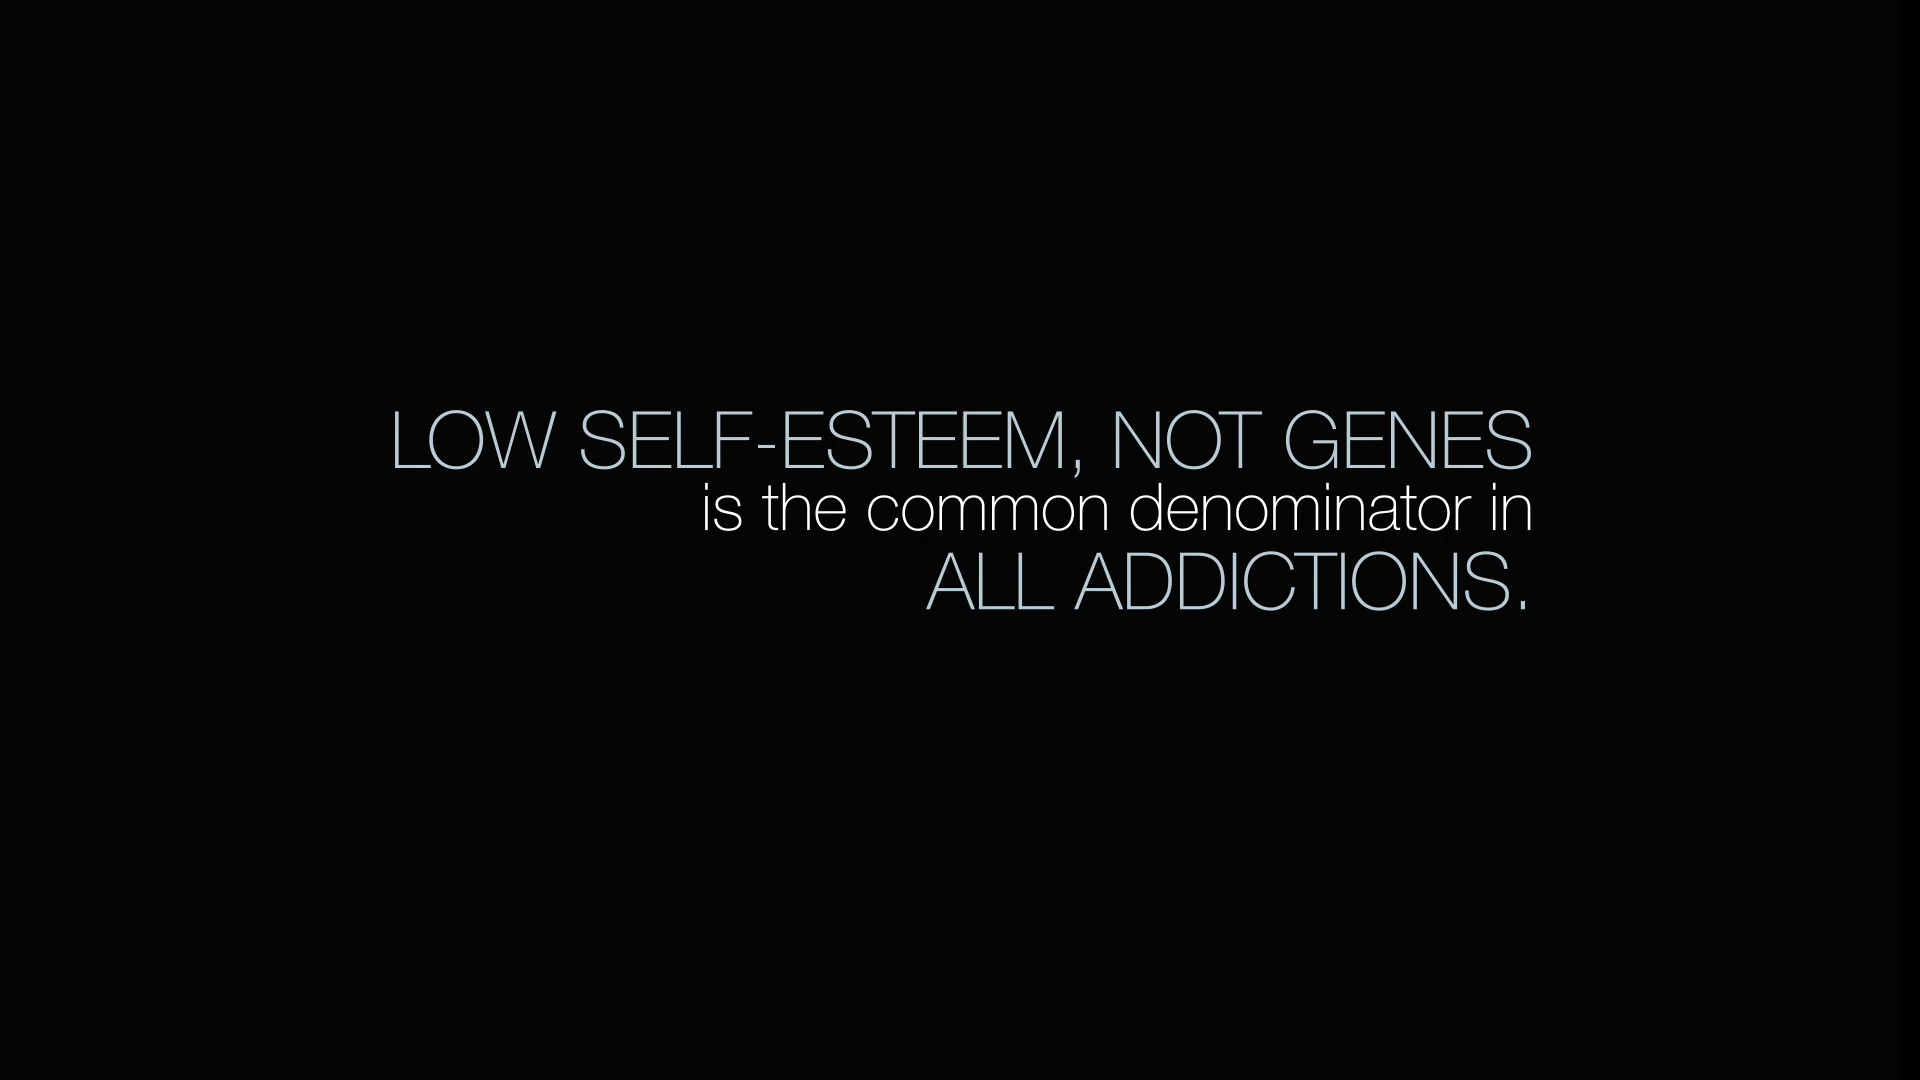 LOW SELF-ESTEEM, NOT GENES
is the common denominator in
ALL ADDICTIONS.